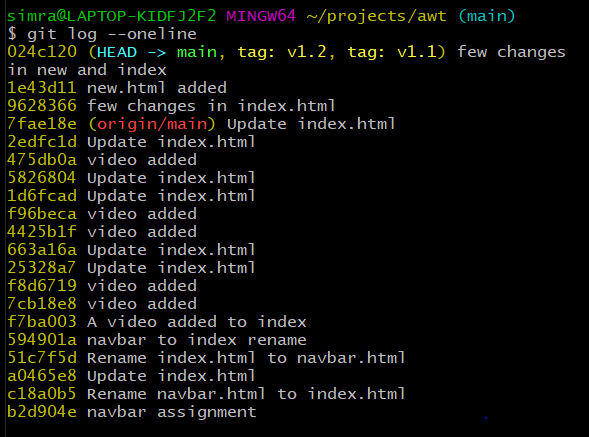 simra@LAPTOP-KIDFJ2F2 MINGW64 ~/projects/awt (main)
$ git log --oneline
024c120 (HEAD -> main, tag: v1.2, tag: v1.1) few changes
in new and index
1e43d11 new.html added
9628366 few changes in index.html
7fae18e (origin/main) Update index.html
2edfc1d Update index.html
475db0a video added
5826804 Update index.html
1d6fcad Update index.html
f96beca video added
4425b1f video added
663a16a Update index.html
25328a7 Update index.html
f8d6719 video added
7cb18e8 video added
f7ba003 A video added to index
594901a navbar to index rename
51c7f5d Rename index.html to navbar.html
a0465e8 Update index.html
c18a0b5 Rename navbar.html to index.html
b2d904e navbar assignment